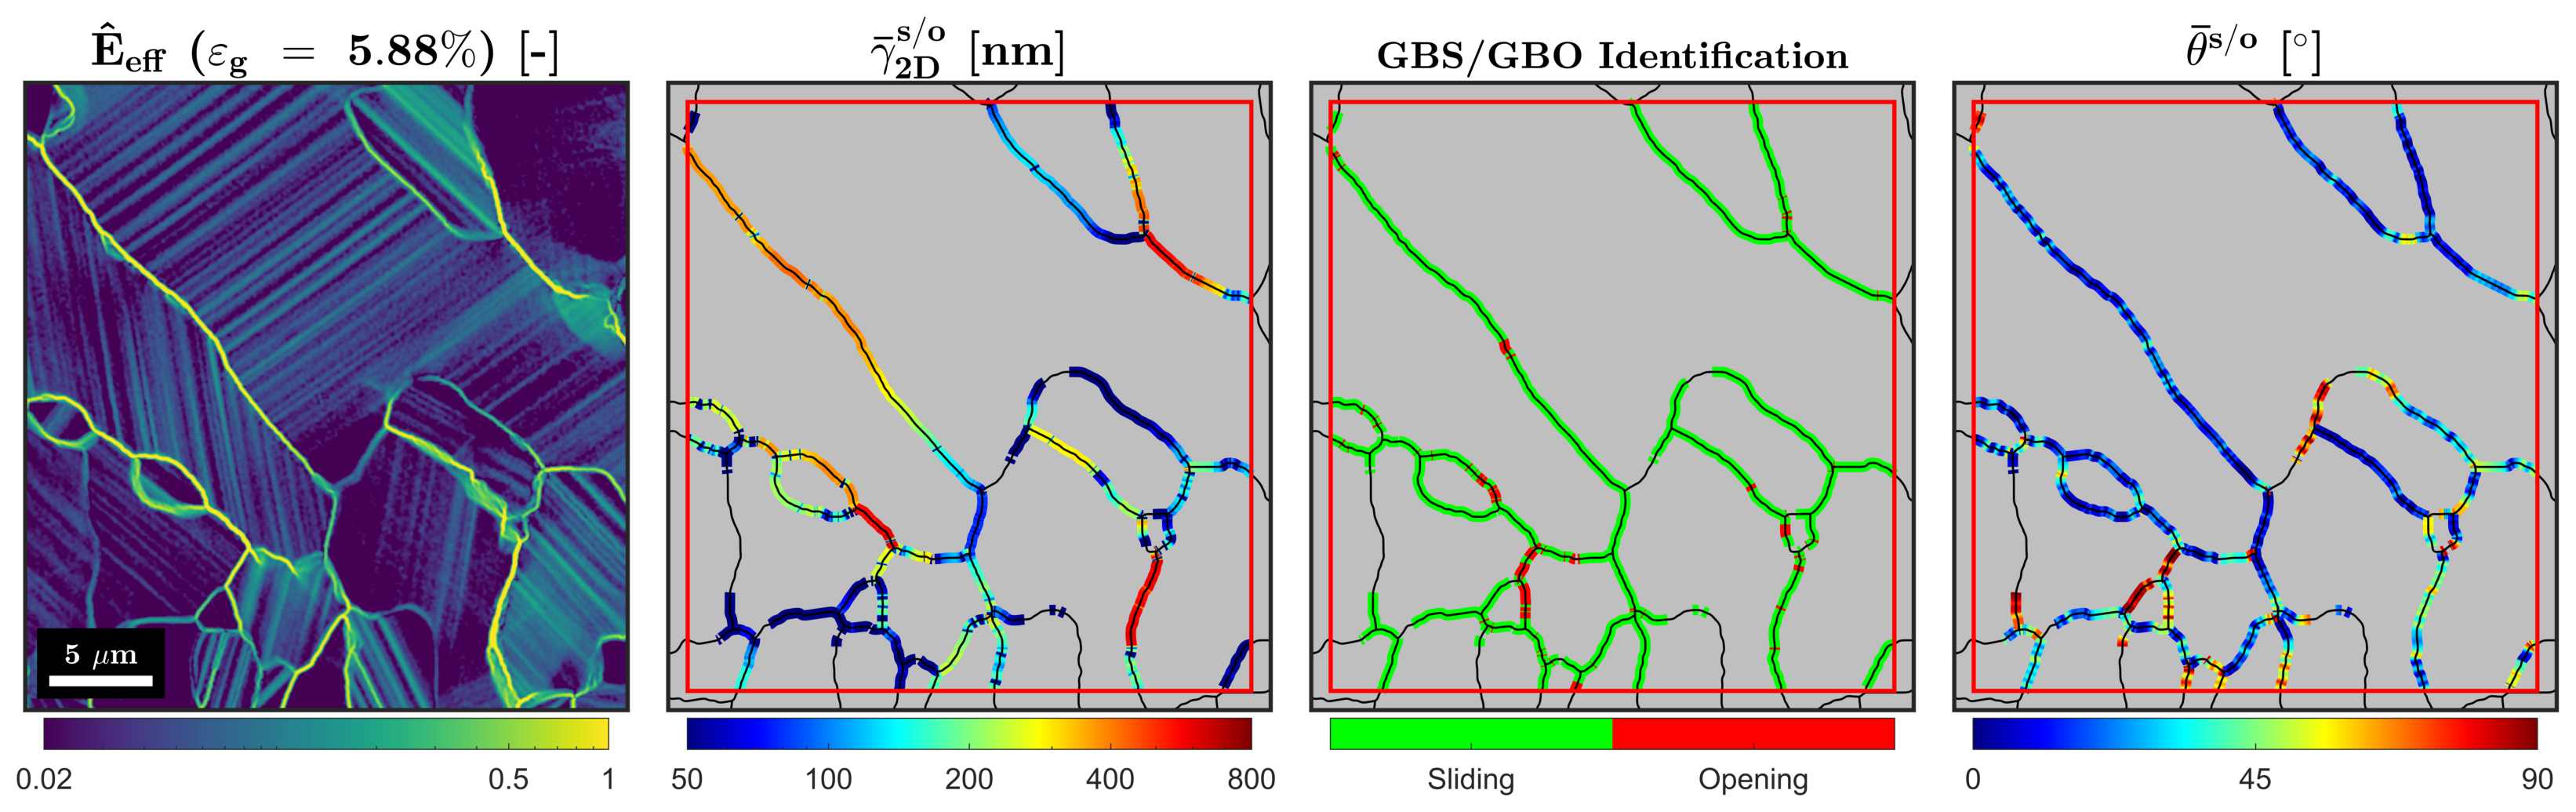 Ê_eff (ε_g = 5.88%) [-]
γ̄_2D^s/o [nm]
GBS/GBO Identification
θ̄^s/o [°]
5 μm
0.02 0.5 1
50 100 200 400 800
Sliding Opening
0 45 90